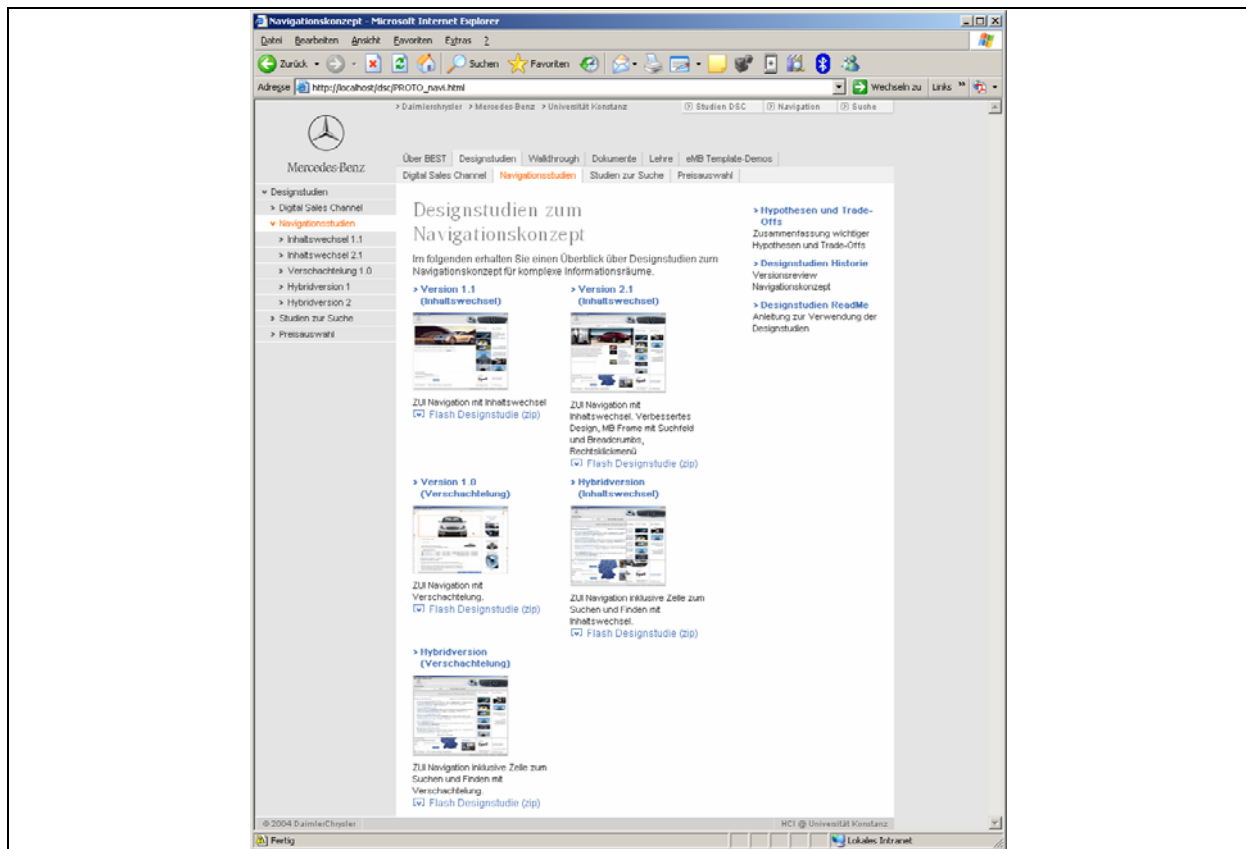 Navigationskonzept - Microsoft Internet Explorer
Datei Bearbeiten Ansicht Favoriten Extras ?
Zurück Suchen Favoriten
Adresse http://localhost/dsc/PROTO_navi.html Wechseln zu Links »
> Daimlerchrysler > Mercedes Benz > Universität Konstanz Studien DSC Navigation Suche
Mercedes-Benz
Über BEST Designstudien Walkthrough Dokumente Lehre eMB Template-Demos
Digital Sales Channel Navigationsstudien Studien zur Suche Preisauswahl
Designstudien
> Digital Sales Channel
Navigationsstudien
> Inhaltswechsel 1.1
> Inhaltswechsel 2.1
> Verschachtelung 1.0
> Hybridversion 1
> Hybridversion 2
> Studien zur Suche
> Preisauswahl
Designstudien zum
Navigationskonzept
Im folgenden erhalten Sie einen Überblick über Designstudien zum
Navigationskonzept für komplexe Informationsräume.
> Version 1.1
(Inhaltswechsel)
ZUI Navigation mit Inhaltswechsel
Flash Designstudie (zip)
> Version 2.1
(Inhaltswechsel)
ZUI Navigation mit
Inhaltswechsel. Verbessertes
Design, MB Frame mit Suchfeld
und Breadcrumbs,
Rechtsklickmenü
Flash Designstudie (zip)
> Version 1.0
(Verschachtelung)
ZUI Navigation mit
Verschachtelung.
Flash Designstudie (zip)
> Hybridversion
(Inhaltswechsel)
ZUI Navigation inklusive Zeile zum
Suchen und Finden mit
Inhaltswechsel.
Flash Designstudie (zip)
> Hybridversion
(Verschachtelung)
ZUI Navigation inklusive Zeile zum
Suchen und Finden mit
Verschachtelung.
Flash Designstudie (zip)
> Hypothesen und Trade-
Offs
Zusammenfassung wichtiger
Hypothesen und Trade-Offs
> Designstudien Historie
Versionsreview
Navigationskonzept
> Designstudien ReadMe
Anleitung zur Verwendung der
Designstudien
© 2004 DaimlerChrysler HCI @ Universität Konstanz
Fertig Lokales Intranet